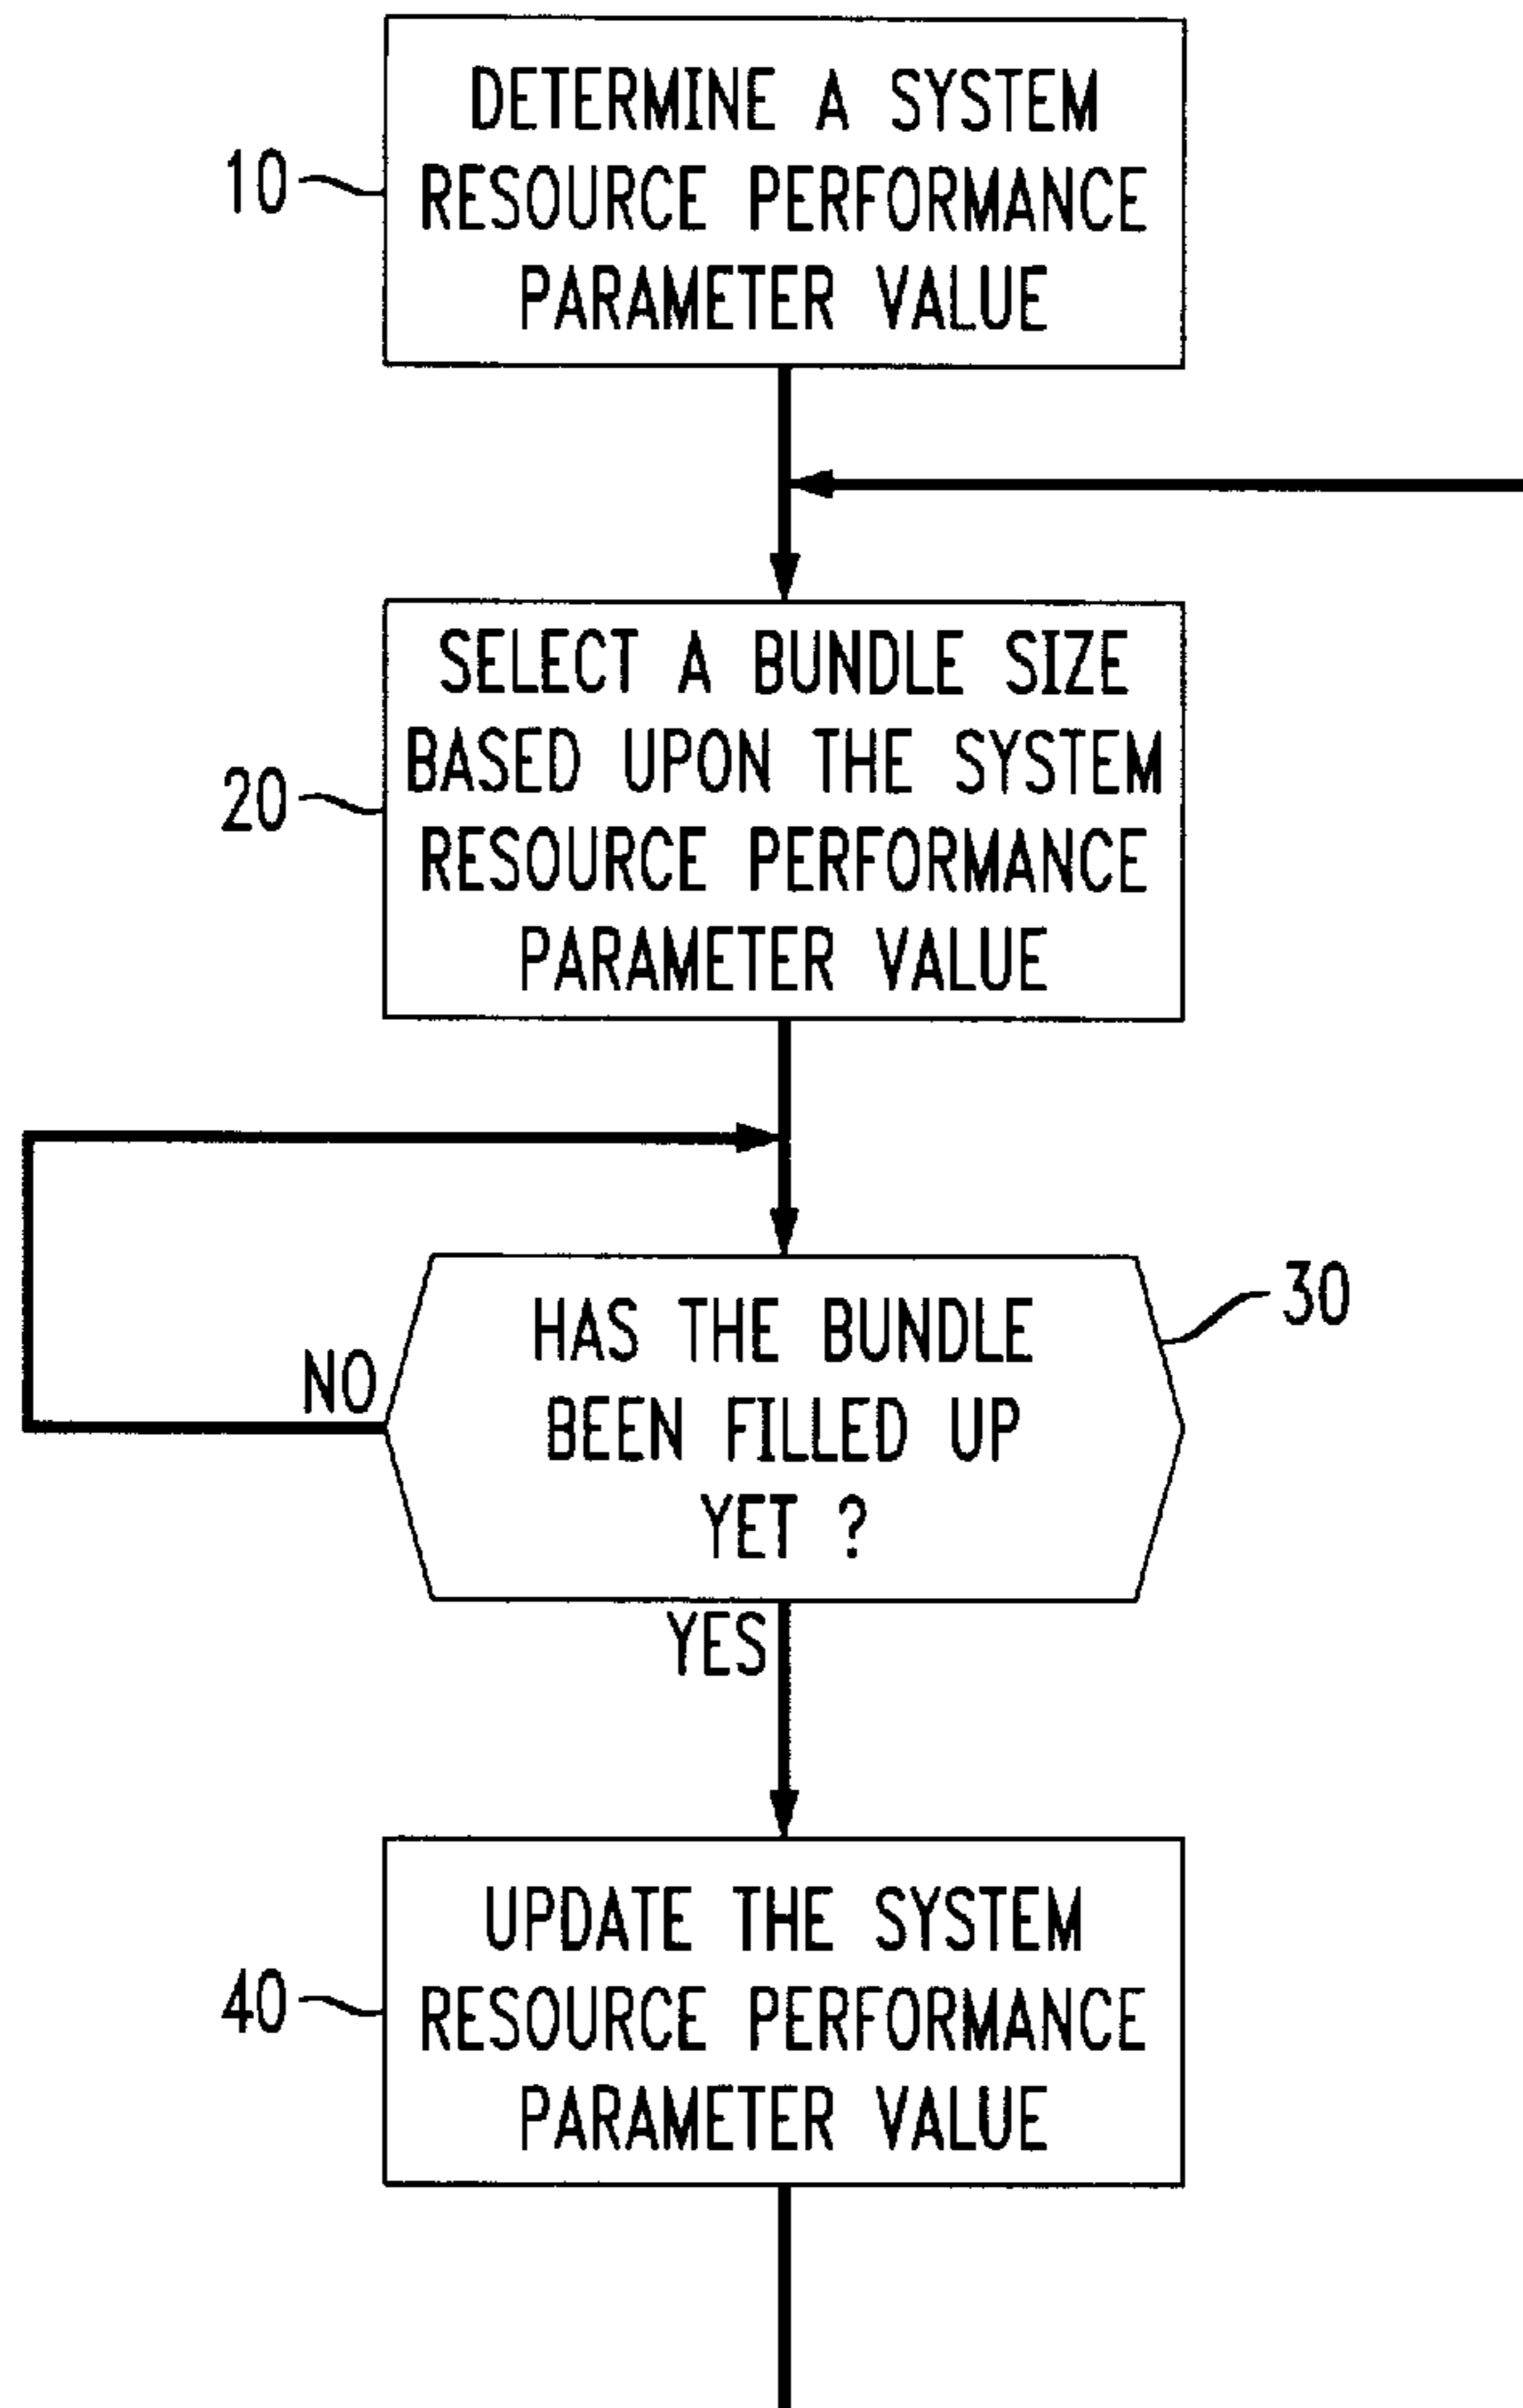 DETERMINE A SYSTEM
RESOURCE PERFORMANCE
PARAMETER VALUE
10
SELECT A BUNDLE SIZE
BASED UPON THE SYSTEM
RESOURCE PERFORMANCE
PARAMETER VALUE
20
HAS THE BUNDLE
BEEN FILLED UP
YET ?
30
NO
YES
UPDATE THE SYSTEM
RESOURCE PERFORMANCE
PARAMETER VALUE
40